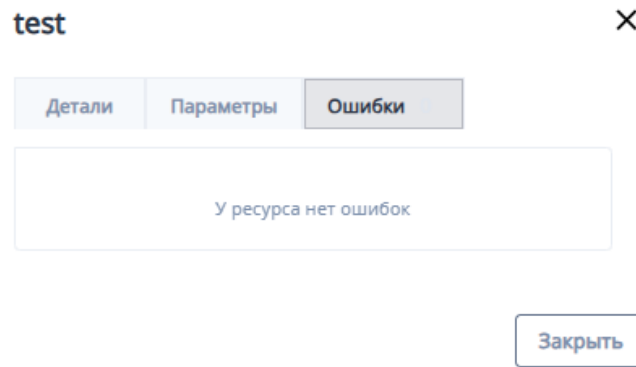 test
Детали Параметры Ошибки
У ресурса нет ошибок
Закрыть